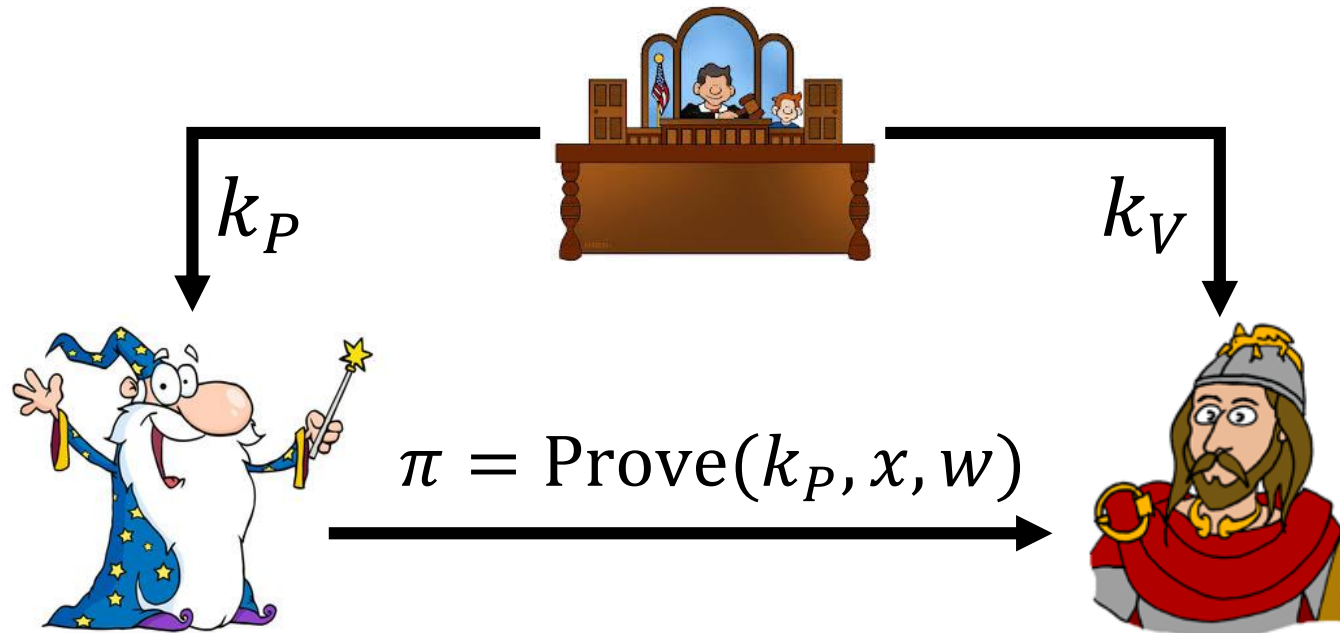 k_P
k_V
π = Prove(k_P, x, w)